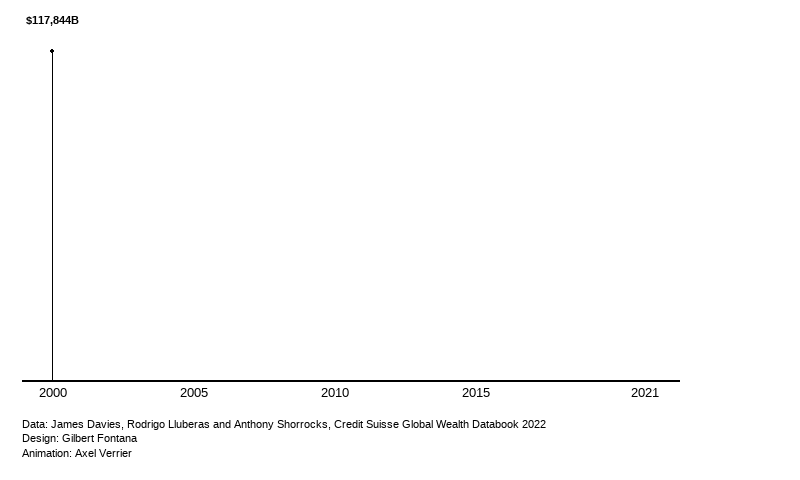 $117,844B
2000 2005 2010 2015 2021
Data: James Davies, Rodrigo Lluberas and Anthony Shorrocks, Credit Suisse Global Wealth Databook 2022
Design: Gilbert Fontana
Animation: Axel Verrier